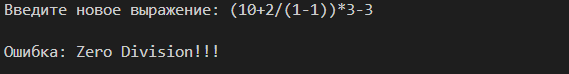 Введите новое выражение: (10+2/(1-1))*3-3
Ошибка: Zero Division!!!